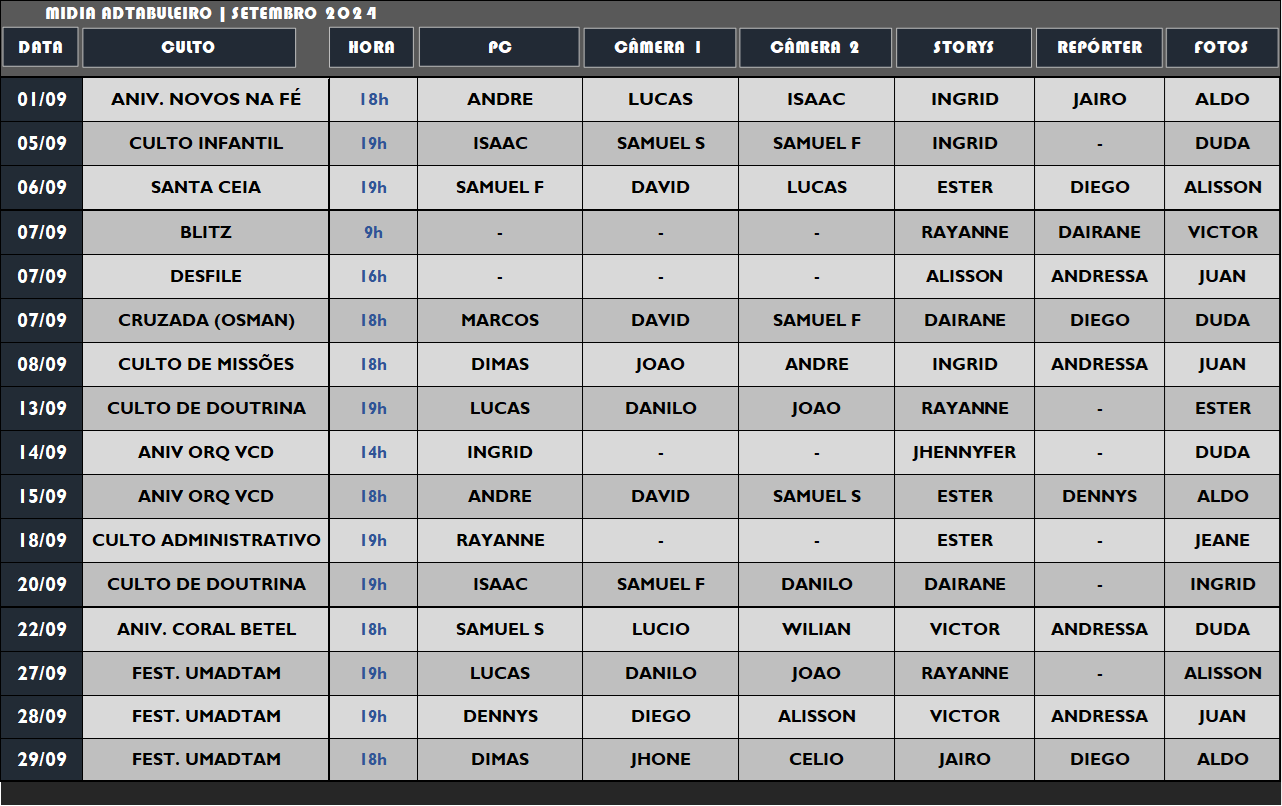 MIDIA ADTABULEIRO | SETEMBRO 2024
DATA CULTO HORA PC CÂMERA 1 CÂMERA 2 STORYS REPÓRTER FOTOS
01/09 ANIV. NOVOS NA FÉ 18h ANDRE LUCAS ISAAC INGRID JAIRO ALDO
05/09 CULTO INFANTIL 19h ISAAC SAMUEL S SAMUEL F INGRID - DUDA
06/09 SANTA CEIA 19h SAMUEL F DAVID LUCAS ESTER DIEGO ALISSON
07/09 BLITZ 9h - - - RAYANNE DAIRANE VICTOR
07/09 DESFILE 16h - - - ALISSON ANDRESSA JUAN
07/09 CRUZADA (OSMAN) 18h MARCOS DAVID SAMUEL F DAIRANE DIEGO DUDA
08/09 CULTO DE MISSÕES 18h DIMAS JOAO ANDRE INGRID ANDRESSA JUAN
13/09 CULTO DE DOUTRINA 19h LUCAS DANILO JOAO RAYANNE - ESTER
14/09 ANIV ORQ VCD 14h INGRID - - JHENNYFER - DUDA
15/09 ANIV ORQ VCD 18h ANDRE DAVID SAMUEL S ESTER DENNYS ALDO
18/09 CULTO ADMINISTRATIVO 19h RAYANNE - - ESTER - JEANE
20/09 CULTO DE DOUTRINA 19h ISAAC SAMUEL F DANILO DAIRANE - INGRID
22/09 ANIV. CORAL BETEL 18h SAMUEL S LUCIO WILIAN VICTOR ANDRESSA DUDA
27/09 FEST. UMADTAM 19h LUCAS DANILO JOAO RAYANNE - ALISSON
28/09 FEST. UMADTAM 19h DENNYS DIEGO ALISSON VICTOR ANDRESSA JUAN
29/09 FEST. UMADTAM 18h DIMAS JHONE CELIO JAIRO DIEGO ALDO